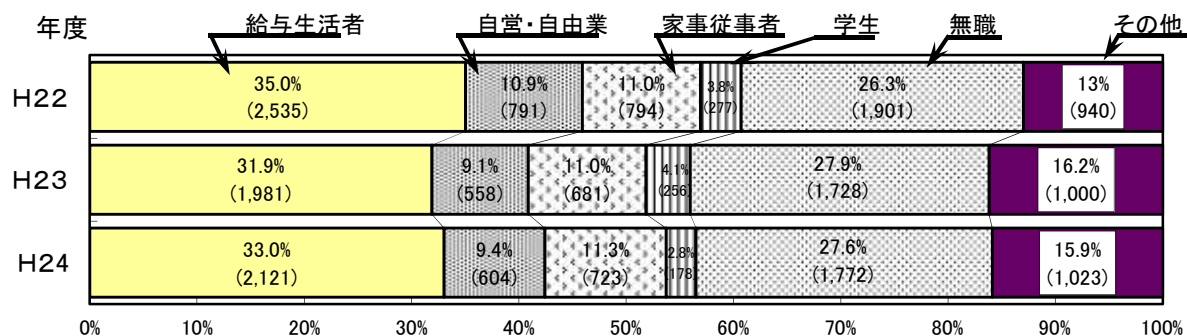 年度 給与生活者 自営・自由業 家事従事者 学生 無職 その他
H22
35.0% 10.9% 11.0% 3.8% 26.3% 13%
(2,535) (791) (794) (277) (1,901) (940)
H23
31.9% 9.1% 11.0% 4.1% 27.9% 16.2%
(1,981) (558) (681) (256) (1,728) (1,000)
H24
33.0% 9.4% 11.3% 2.8% 27.6% 15.9%
(2,121) (604) (723) (178 (1,772) (1,023)
0% 10% 20% 30% 40% 50% 60% 70% 80% 90% 100%